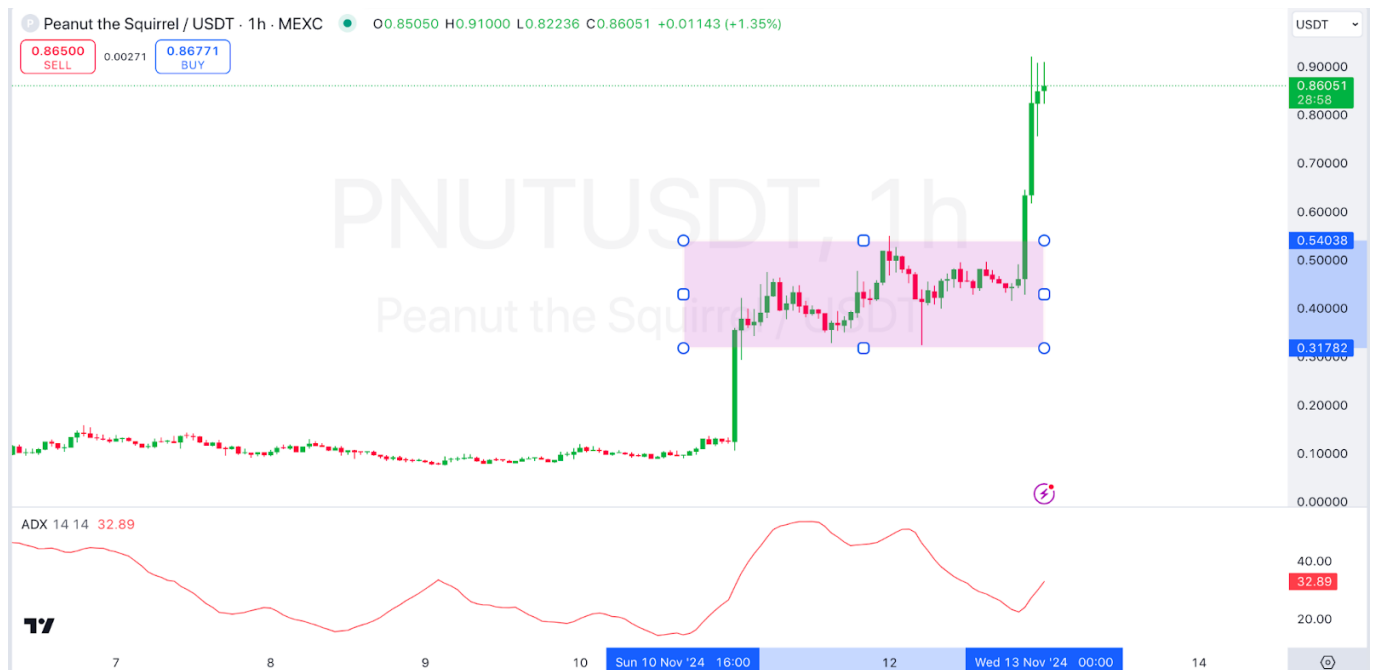 P Peanut the Squirrel / USDT · 1h · MEXC O0.85050 H0.91000 L0.82236 C0.86051 +0.01143 (+1.35%)
USDT
0.86500
SELL
0.00271
0.86771
BUY
PNUTUSDT, 1h
Peanut the Squirrel / USDT
0.90000
0.86051
28:58
0.80000
0.70000
0.60000
0.54038
0.50000
0.40000
0.31782
0.30000
0.20000
0.10000
0.00000
ADX 14 14 32.89
40.00
32.89
20.00
7 8 9 10 Sun 10 Nov '24 16:00 12 Wed 13 Nov '24 00:00 14